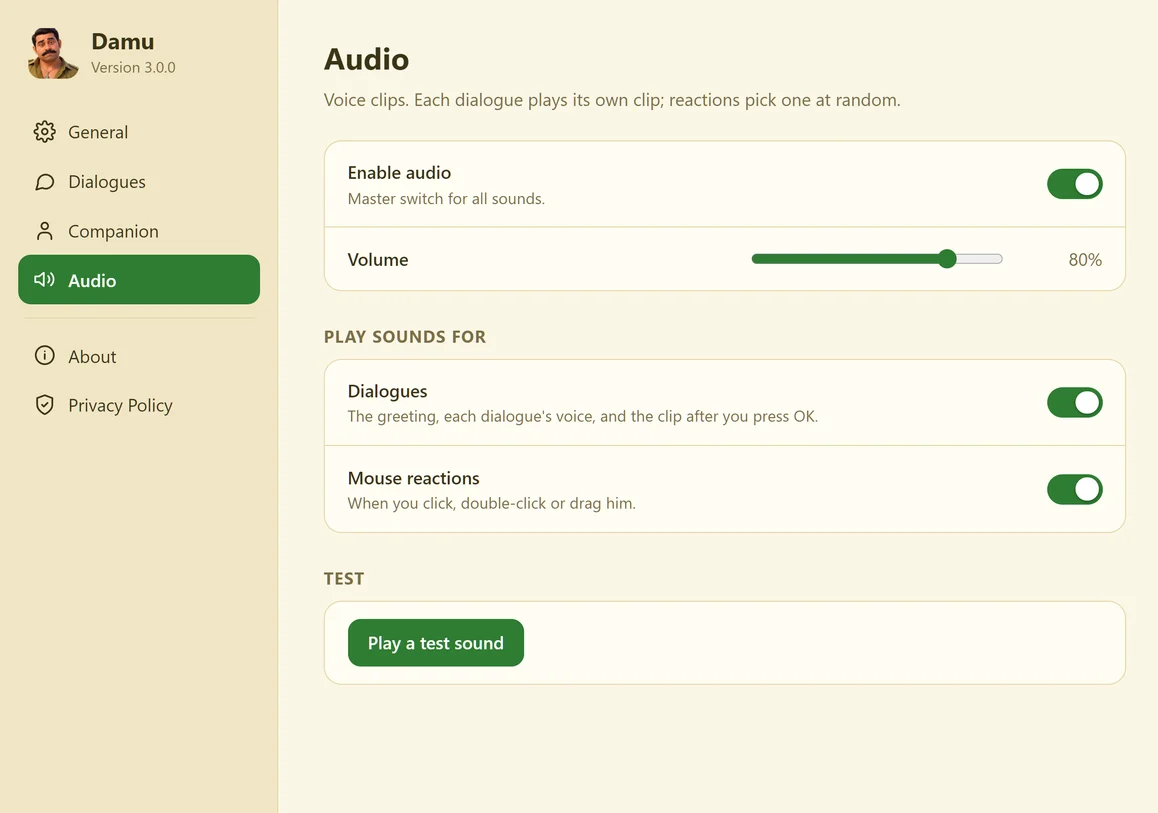 Damu
Version 3.0.0
General
Dialogues
Companion
Audio
About
Privacy Policy
Audio
Voice clips. Each dialogue plays its own clip; reactions pick one at random.
Enable audio
Master switch for all sounds.
Volume
80%
PLAY SOUNDS FOR
Dialogues
The greeting, each dialogue's voice, and the clip after you press OK.
Mouse reactions
When you click, double-click or drag him.
TEST
Play a test sound